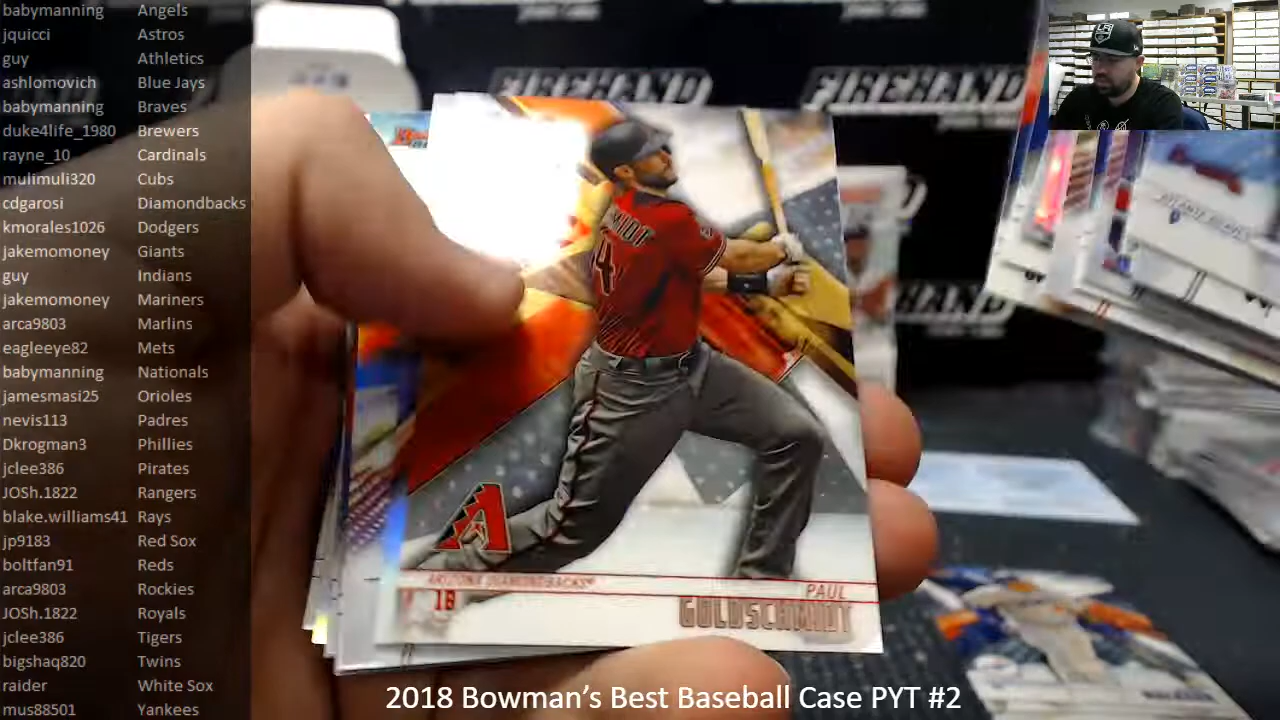 babymanning Angels
jquicci Astros
guy Athletics
ashlomovich Blue Jays
babymanning Braves
duke4life_1980 Brewers
rayne_10 Cardinals
mulimuli320 Cubs
cdgarosi Diamondbacks
kmorales1026 Dodgers
jakemomoney Giants
guy Indians
jakemomoney Mariners
arca9803 Marlins
eagleeye82 Mets
babymanning Nationals
jamesmasi25 Orioles
nevis113 Padres
Dkrogman3 Phillies
jclee386 Pirates
JOSh.1822 Rangers
blake.williams41 Rays
jp9183 Red Sox
boltfan91 Reds
arca9803 Rockies
JOSh.1822 Royals
jclee386 Tigers
bigshaq820 Twins
raider White Sox
mus88501 Yankees
FIREHAND
FIREHAND
ARIZONA DIAMONDBACKS
1B
PAUL
GOLDSCHMIDT
2018 Bowman's Best Baseball Case PYT #2